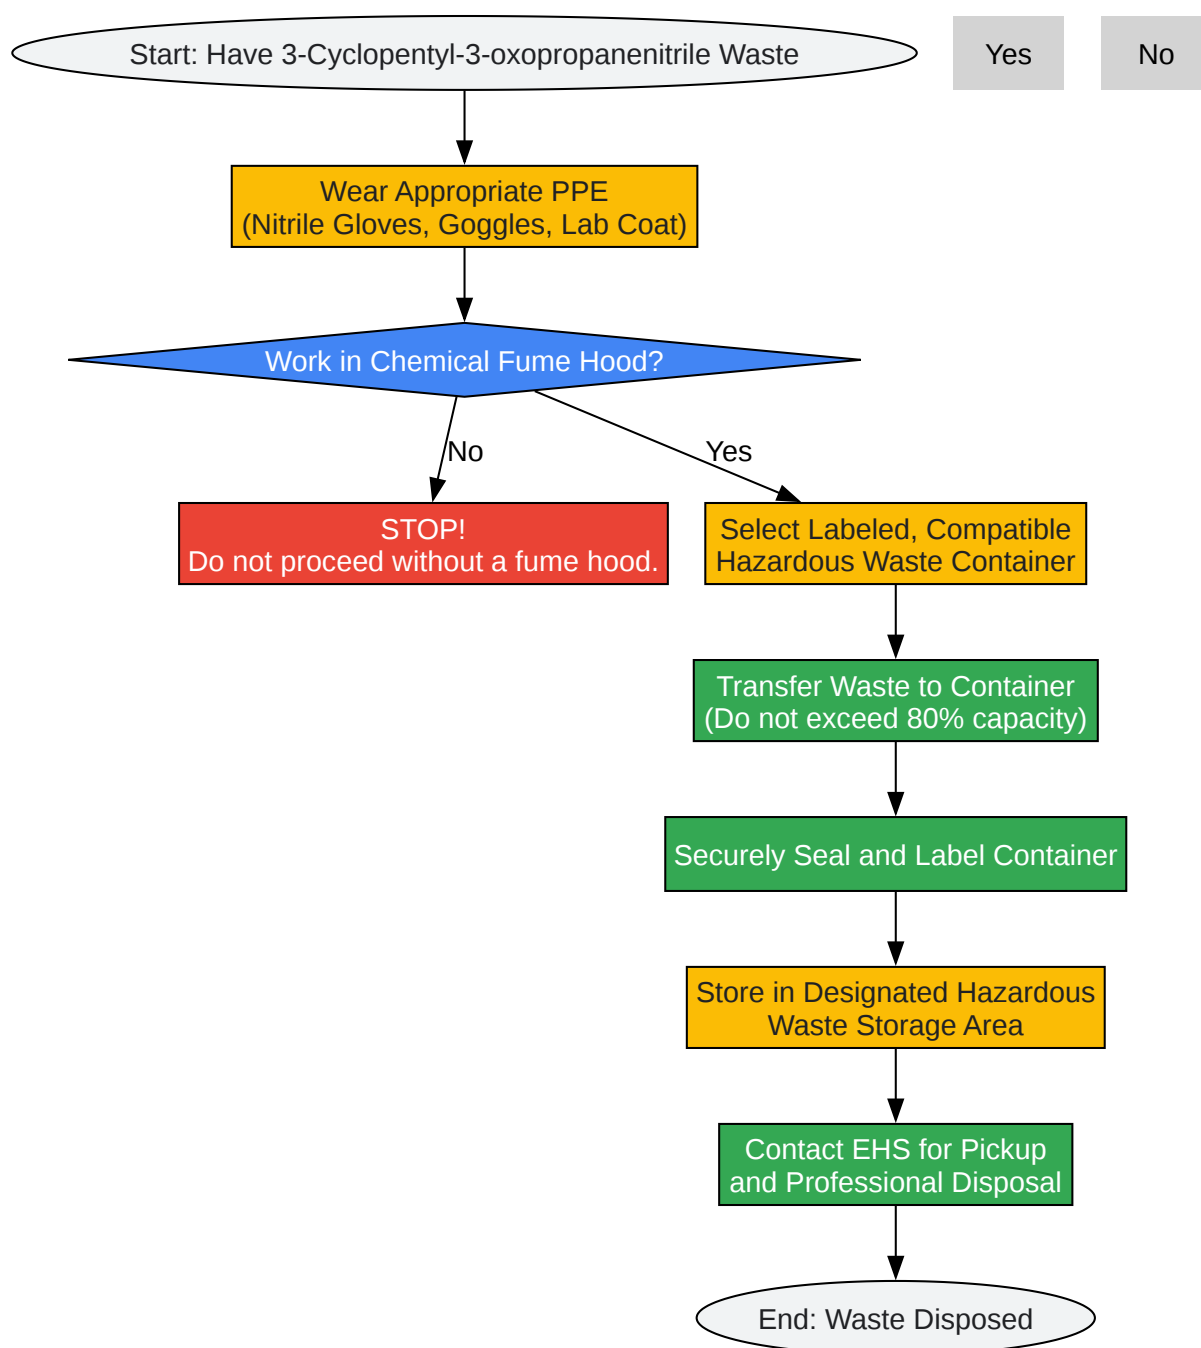 Start: Have 3-Cyclopentyl-3-oxopropanenitrile Waste
Yes
No
Wear Appropriate PPE
(Nitrile Gloves, Goggles, Lab Coat)
Work in Chemical Fume Hood?
No
Yes
STOP!
Do not proceed without a fume hood.
Select Labeled, Compatible
Hazardous Waste Container
Transfer Waste to Container
(Do not exceed 80% capacity)
Securely Seal and Label Container
Store in Designated Hazardous
Waste Storage Area
Contact EHS for Pickup
and Professional Disposal
End: Waste Disposed